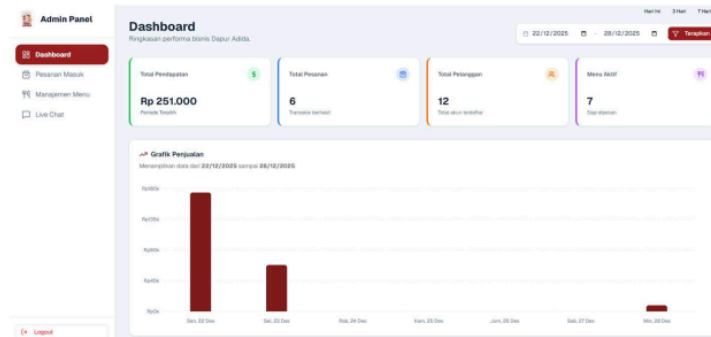 Admin Panel
Dashboard
Pesanan Masuk
Manajemen Menu
Live Chat
Logout
Hari Ini 3 Hari 7 Hari
Dashboard
Ringkasan performa bisnis Dapur Adida.
22/12/2025 - 28/12/2025 Terapkan
Total Pendapatan
$
Rp 251.000
Periode Terpilih
Total Pesanan
6
Transaksi berhasil
Total Pelanggan
12
Total akun terdaftar
Menu Aktif
7
Siap dipesan
Grafik Penjualan
Menampilkan data dari 22/12/2025 sampai 28/12/2025
Rp180k
Rp135k
Rp90k
Rp45k
Rp0k
Sen, 22 Des
Sel, 23 Des
Rab, 24 Des
Kam, 25 Des
Jum, 26 Des
Sab, 27 Des
Min, 28 Des